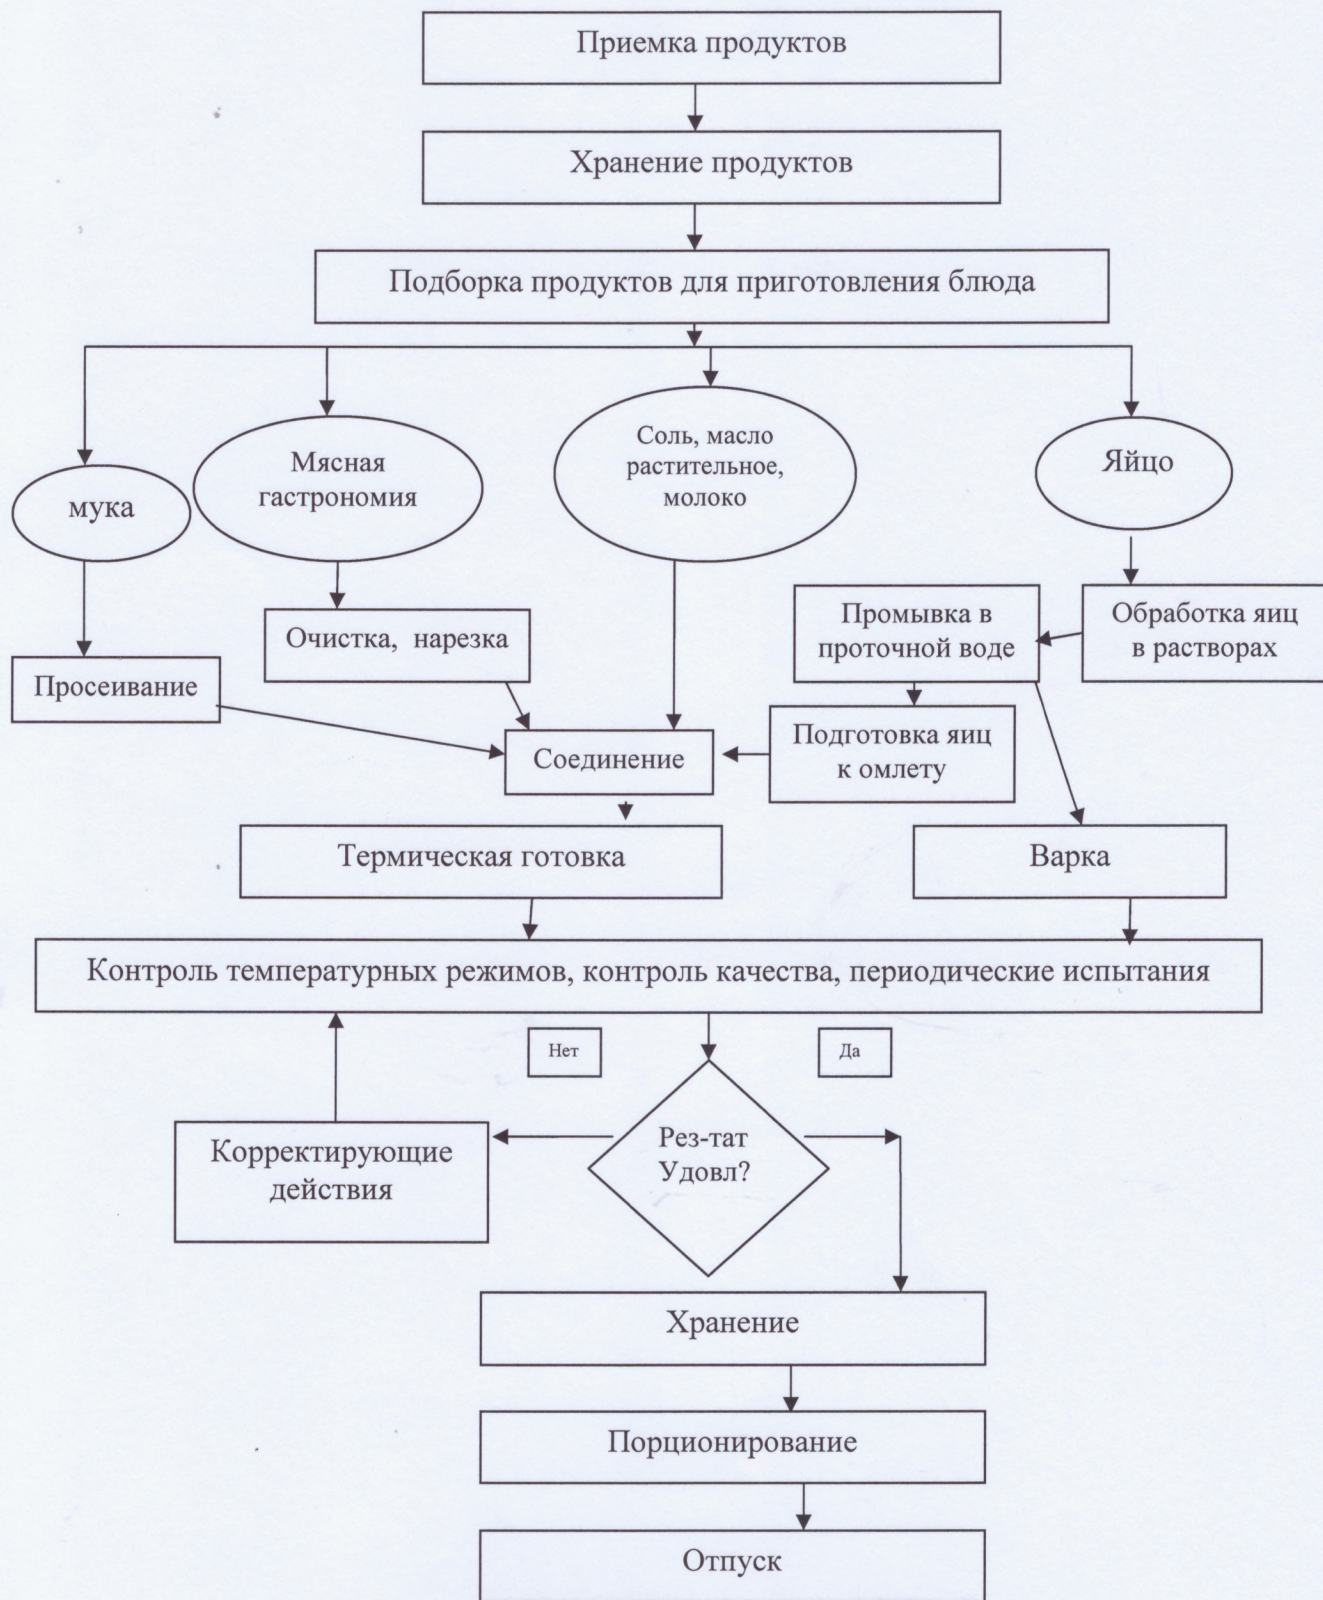 Приемка продуктов
Хранение продуктов
Подборка продуктов для приготовления блюда
мука
Мясная
гастрономия
Соль, масло
растительное,
молоко
Яйцо
Просеивание
Очистка, нарезка
Промывка в
проточной воде
Обработка яиц
в растворах
Соединение
Подготовка яиц
к омлету
Термическая готовка
Варка
Контроль температурных режимов, контроль качества, периодические испытания
Нет
Да
Корректирующие
действия
Рез-тат
Удовл?
Хранение
Порционирование
Отпуск